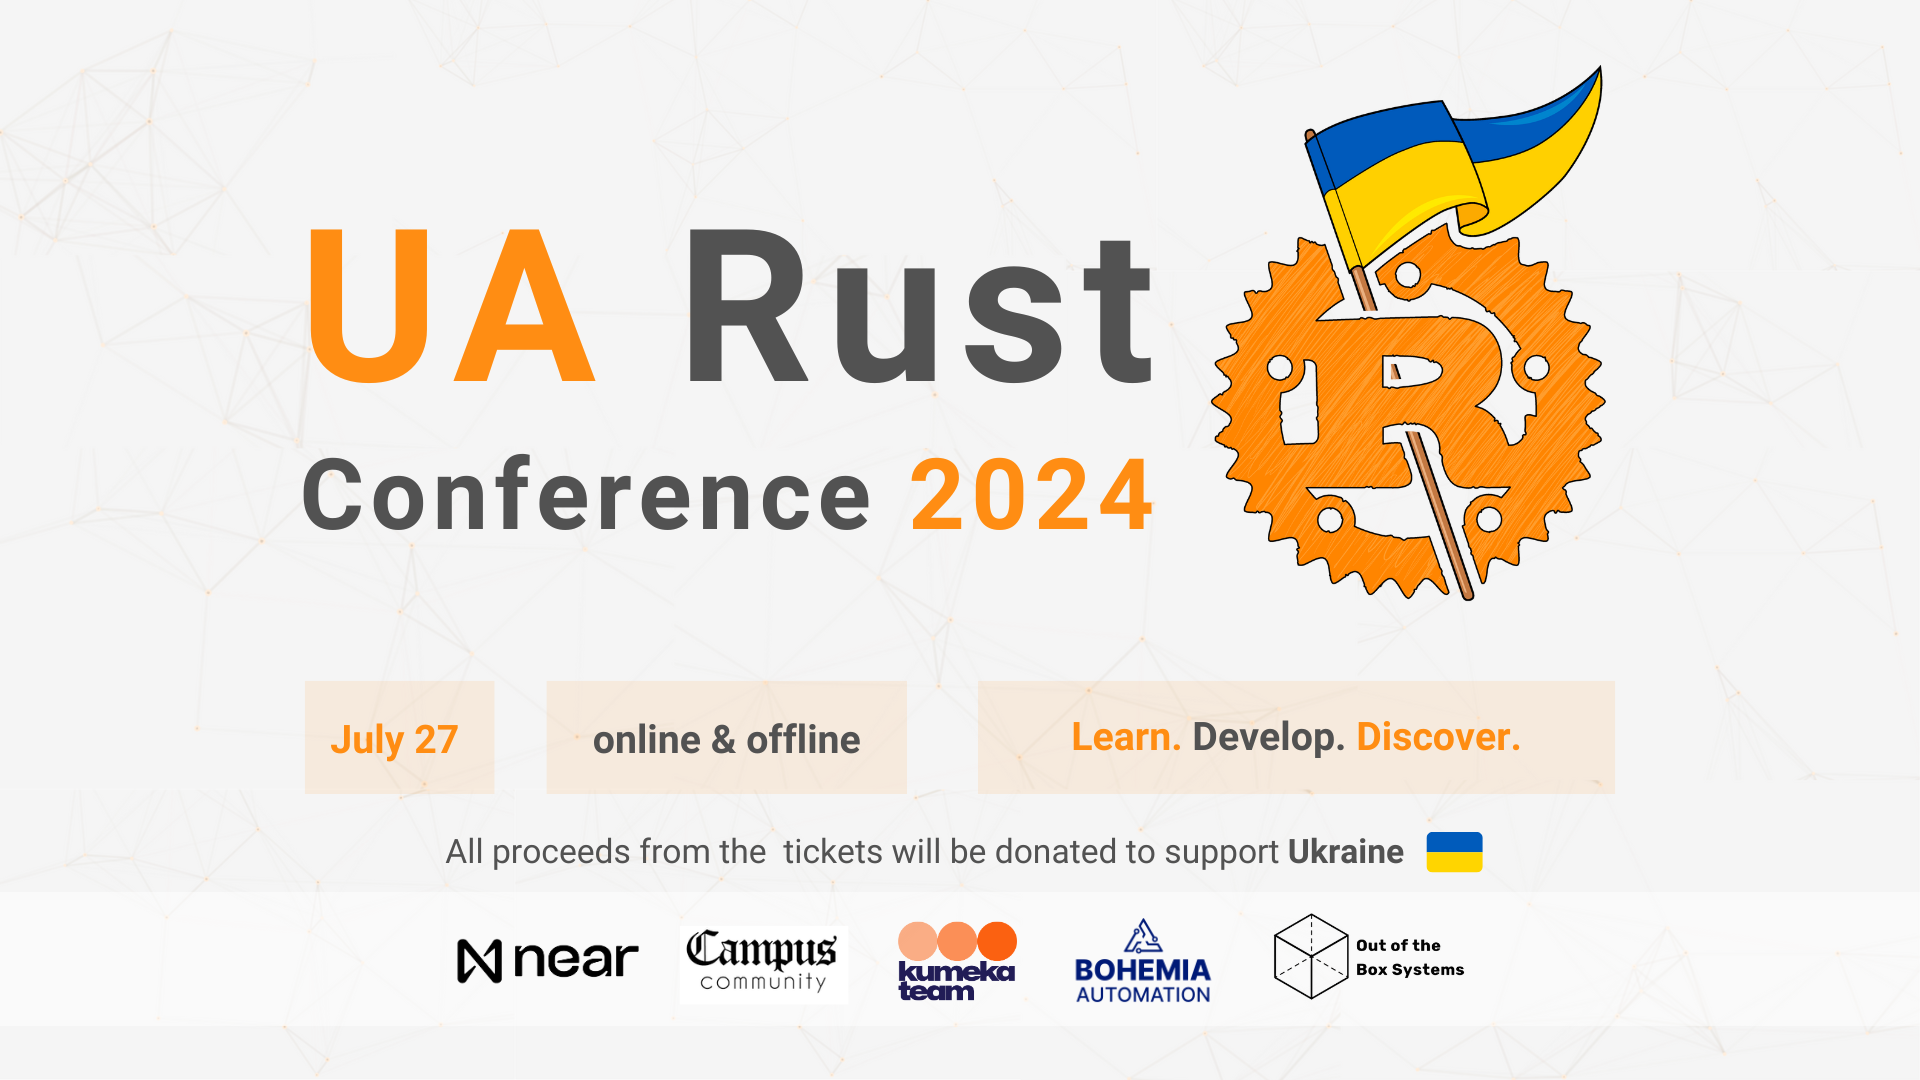 UA Rust
Conference 2024
R
July 27
online & offline
Learn. Develop. Discover.
All proceeds from the tickets will be donated to support Ukraine
near
Campus
community
kumeka
team
BOHEMIA
AUTOMATION
Out of the
Box Systems